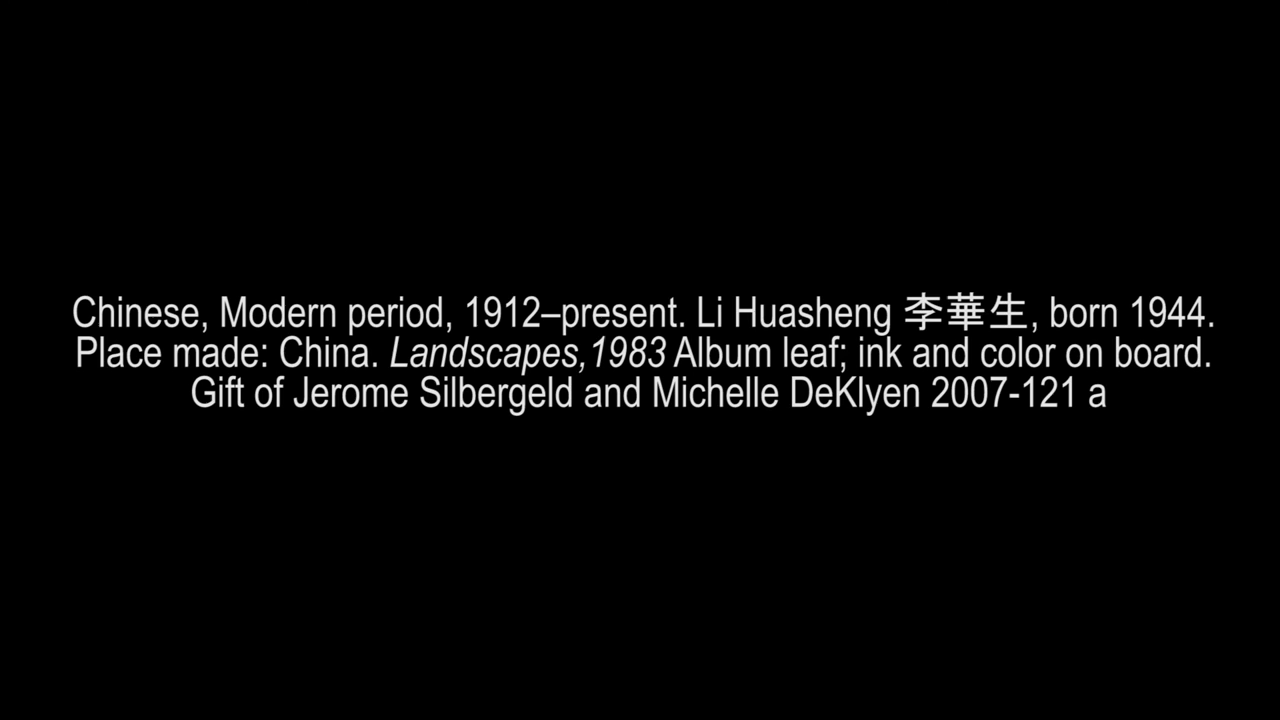 Chinese, Modern period, 1912–present. Li Huasheng 李華生, born 1944.
Place made: China. Landscapes,1983 Album leaf; ink and color on board.
Gift of Jerome Silbergeld and Michelle DeKlyen 2007-121 a